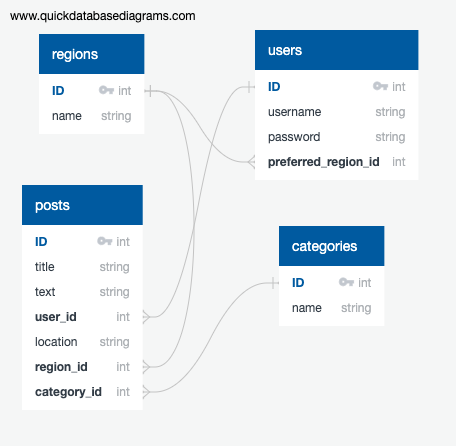 www.quickdatabasediagrams.com
regions
ID int
name string
users
ID int
username string
password string
preferred_region_id int
posts
ID int
title string
text string
user_id int
location string
region_id int
category_id int
categories
ID int
name string